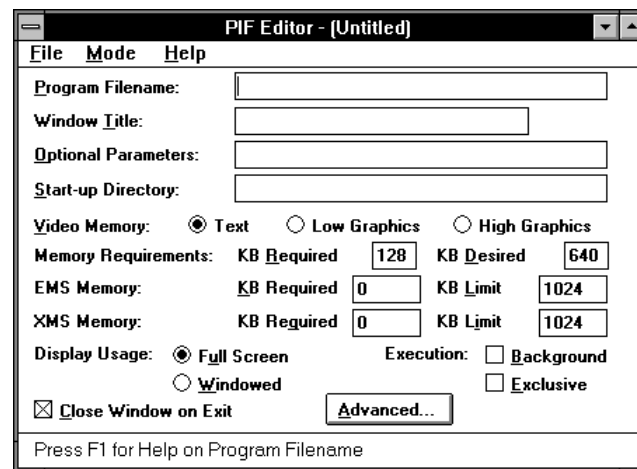 PIF Editor - (Untitled)
File Mode Help
Program Filename:
Window Title:
Optional Parameters:
Start-up Directory:
Video Memory: Text Low Graphics High Graphics
Memory Requirements: KB Required 128 KB Desired 640
EMS Memory: KB Required 0 KB Limit 1024
XMS Memory: KB Required 0 KB Limit 1024
Display Usage: Full Screen Execution: Background
Windowed Exclusive
Close Window on Exit Advanced...
Press F1 for Help on Program Filename